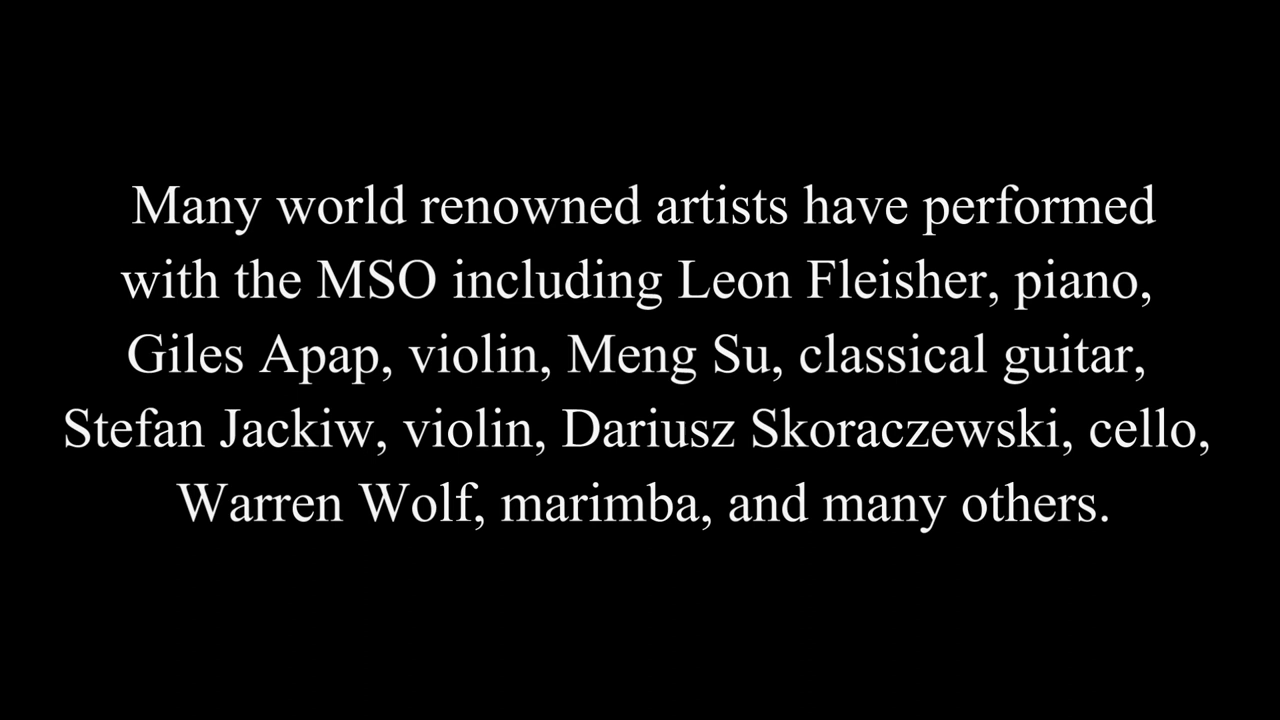 Many world renowned artists have performed
with the MSO including Leon Fleisher, piano,
Giles Apap, violin, Meng Su, classical guitar,
Stefan Jackiw, violin, Dariusz Skoraczewski, cello,
Warren Wolf, marimba, and many others.